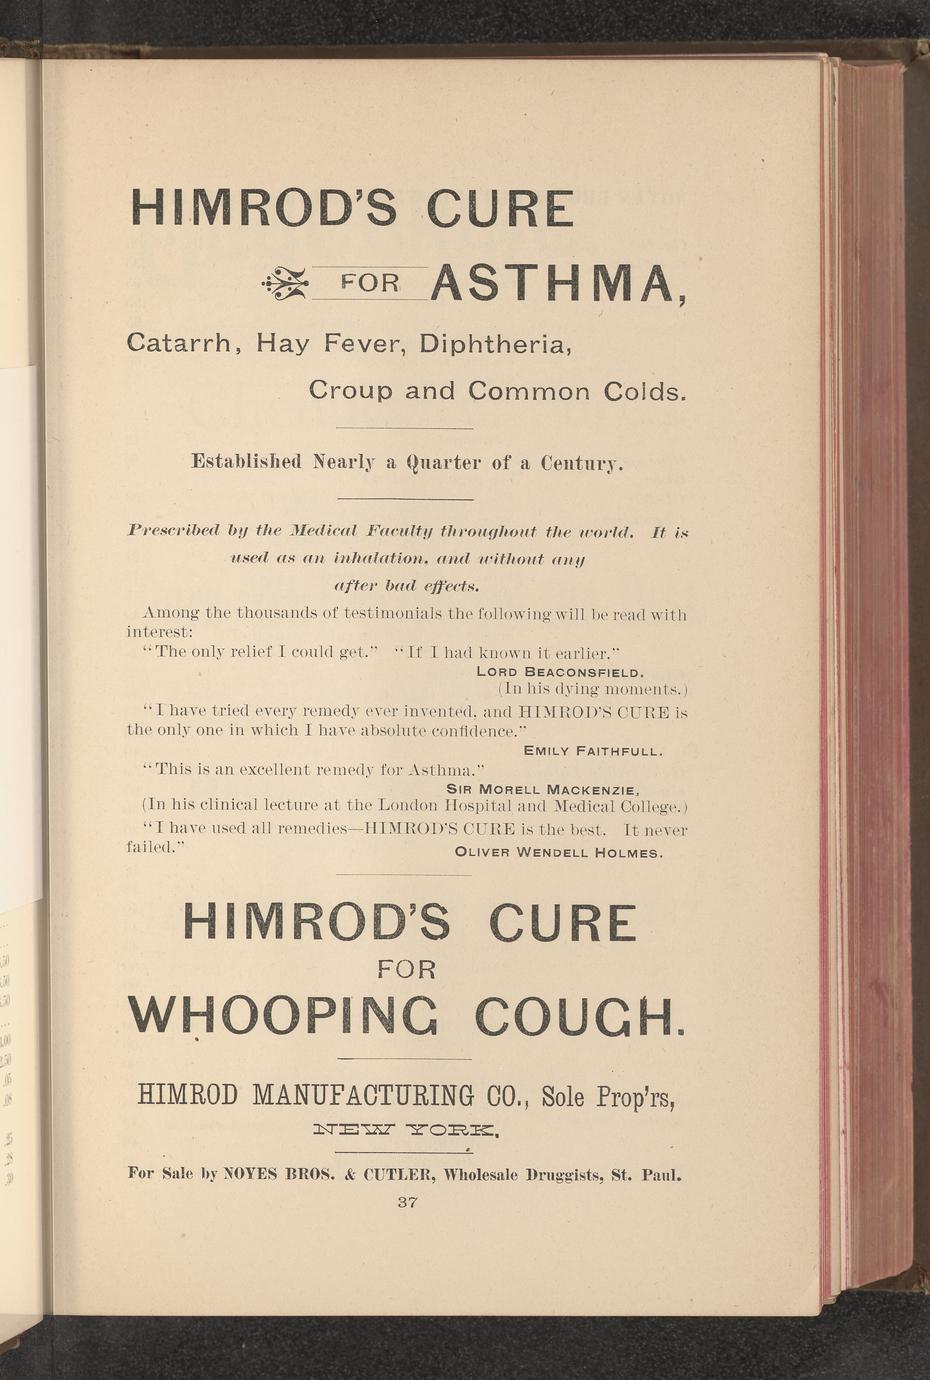 HIMROD'S CURE
FOR ASTHMA,
Catarrh, Hay Fever, Diphtheria,
Croup and Common Colds.
Established Nearly a Quarter of a Century.
Prescribed by the Medical Faculty throughout the world. It is
used as an inhalation, and without any
after bad effects.
Among the thousands of testimonials the following will be read with
interest:
"The only relief I could get." "If I had known it earlier."
LORD BEACONSFIELD.
(In his dying moments.)
"I have tried every remedy ever invented, and HIMROD'S CURE is
the only one in which I have absolute confidence."
EMILY FAITHFULL.
"This is an excellent remedy for Asthma."
SIR MORELL MACKENZIE,
(In his clinical lecture at the London Hospital and Medical College.)
"I have used all remedies—HIMROD'S CURE is the best. It never
failed." OLIVER WENDELL HOLMES.
HIMROD'S CURE
FOR
WHOOPING COUGH.
HIMROD MANUFACTURING CO., Sole Prop'rs,
NEW YORK.
For Sale by NOYES BROS. & CUTLER, Wholesale Druggists, St. Paul.
37